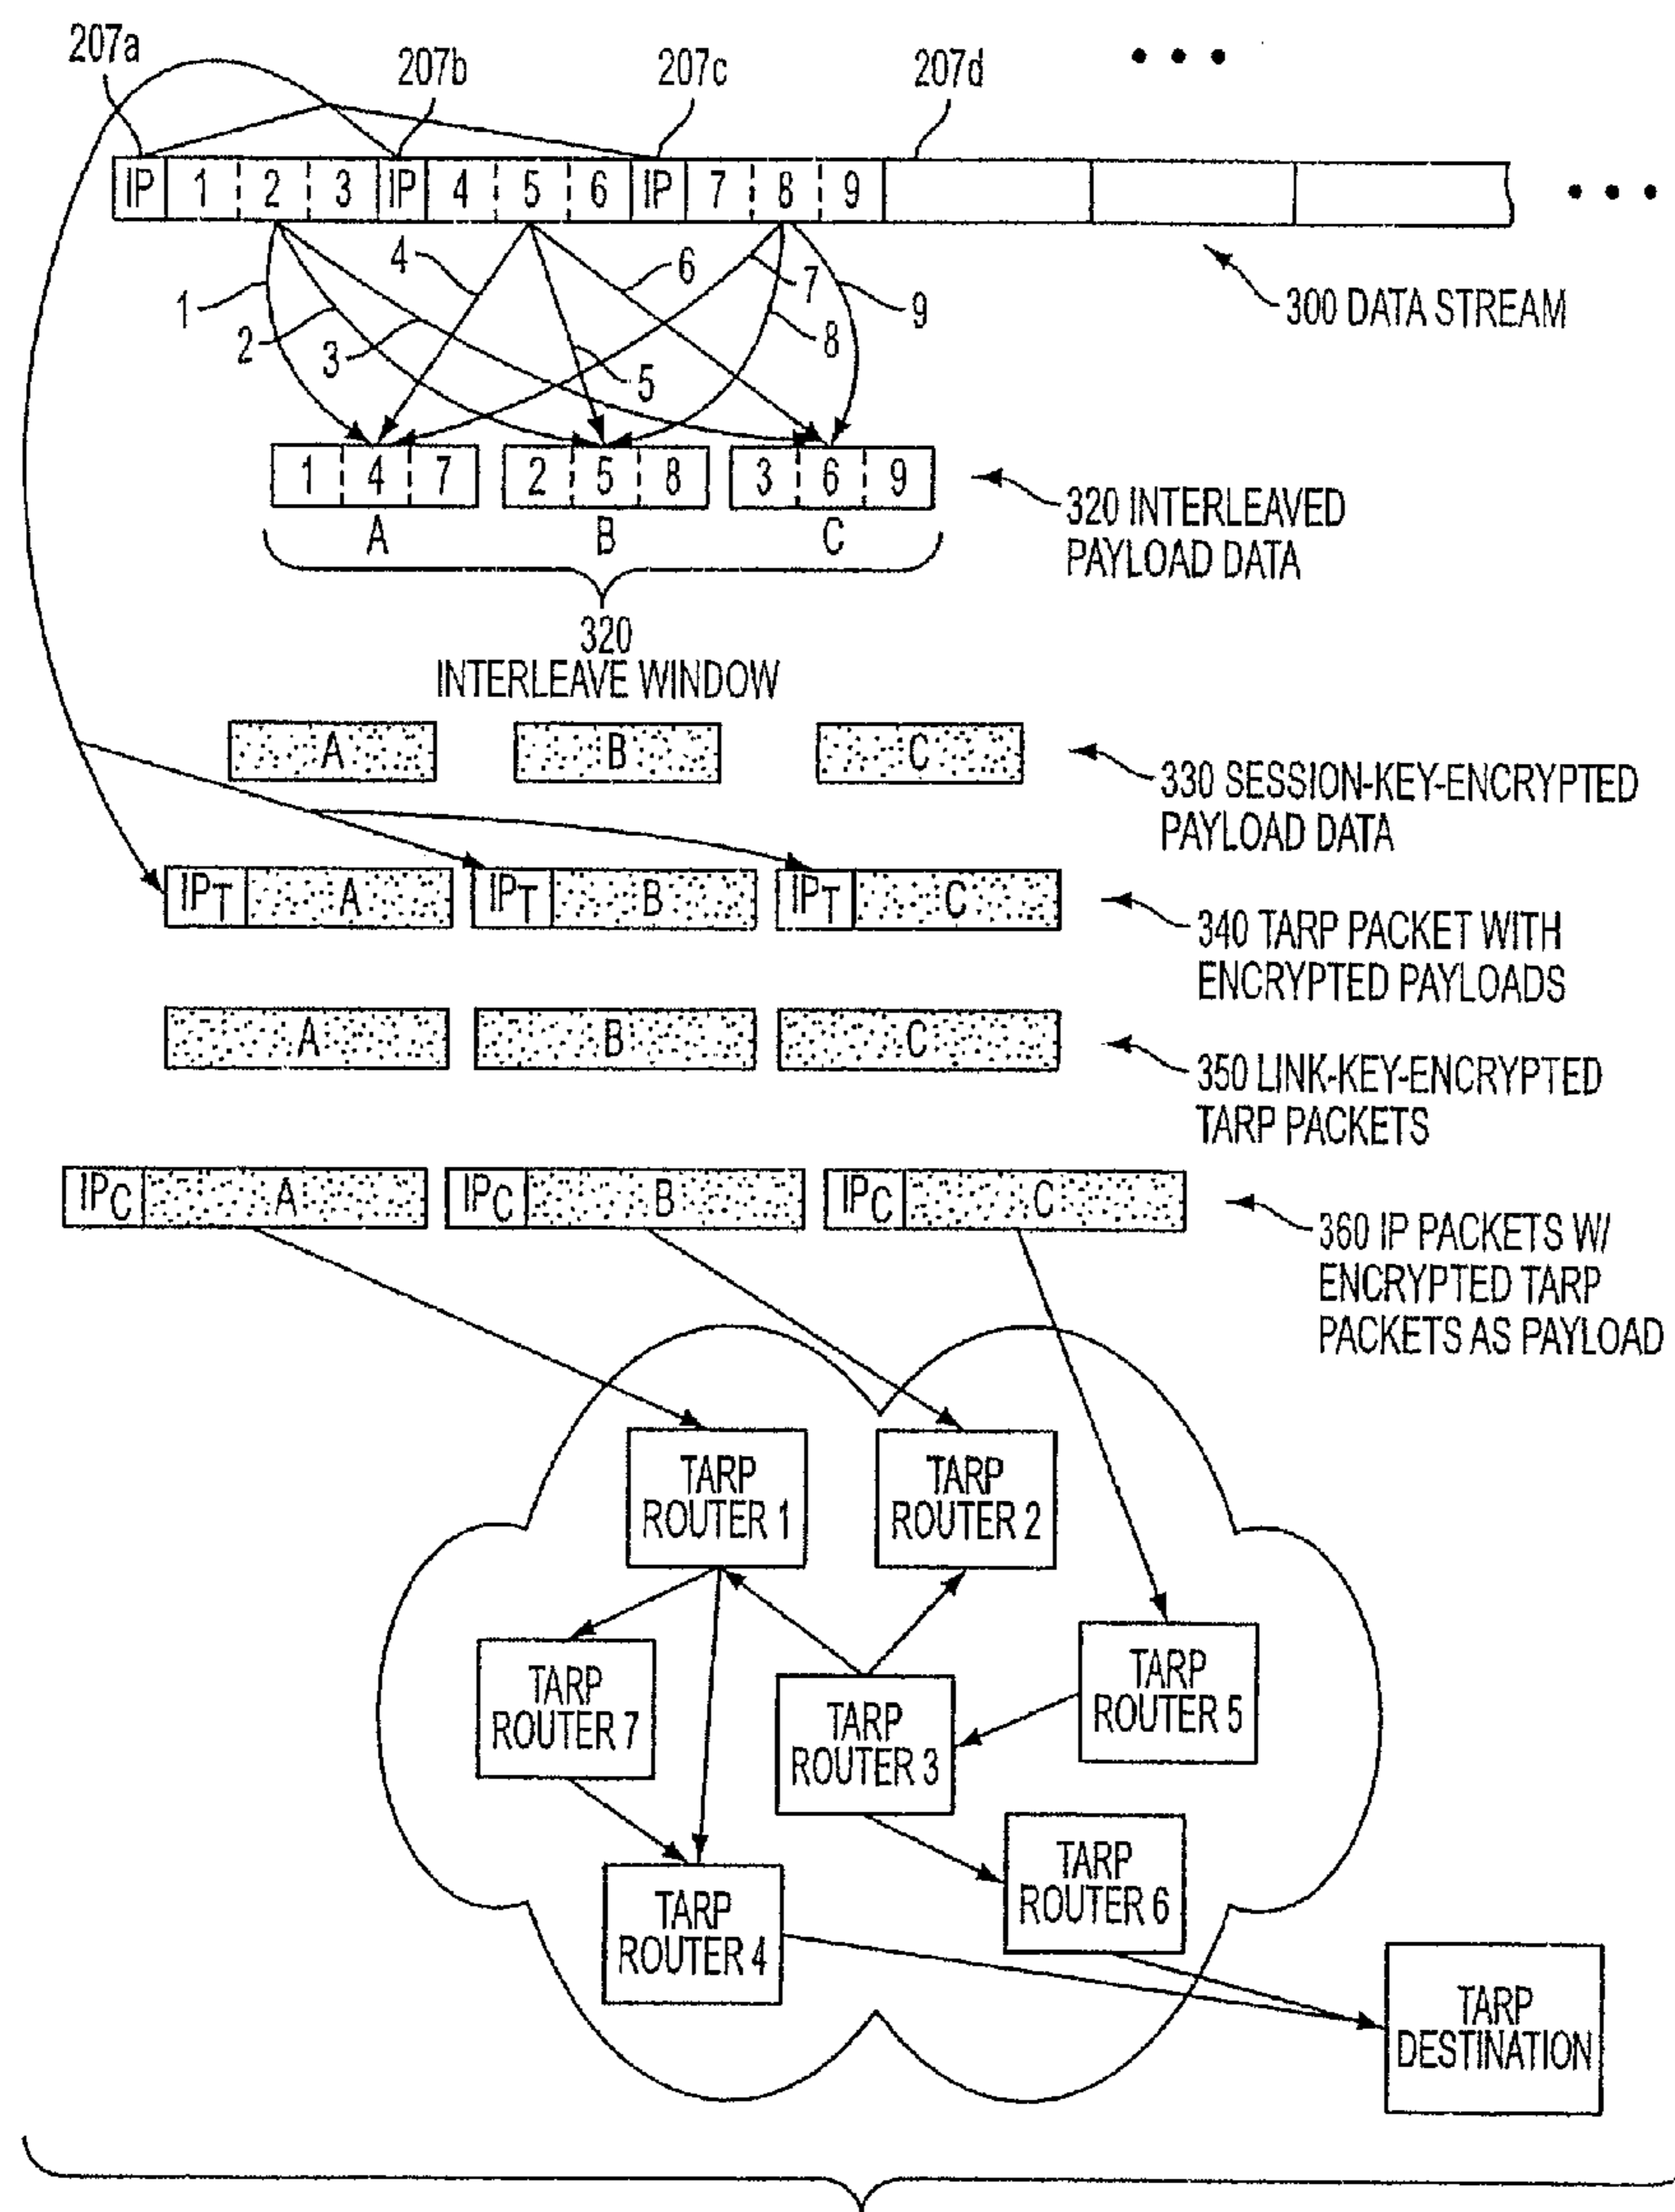 207a 207b 207c 207d • • •
IP 1 2 3 IP 4 5 6 IP 7 8 9 • • •
1 2 3 4 5 6 7 8 9
300 DATA STREAM
1 4 7 2 5 8 3 6 9
A B C
320 INTERLEAVED
PAYLOAD DATA
320
INTERLEAVE WINDOW
A B C
330 SESSION-KEY-ENCRYPTED
PAYLOAD DATA
IPT A IPT B IPT C
340 TARP PACKET WITH
ENCRYPTED PAYLOADS
A B C
350 LINK-KEY-ENCRYPTED
TARP PACKETS
IPC A IPC B IPC C
360 IP PACKETS W/
ENCRYPTED TARP
PACKETS AS PAYLOAD
TARP
ROUTER 1
TARP
ROUTER 2
TARP
ROUTER 7
TARP
ROUTER 3
TARP
ROUTER 5
TARP
ROUTER 4
TARP
ROUTER 6
TARP
DESTINATION